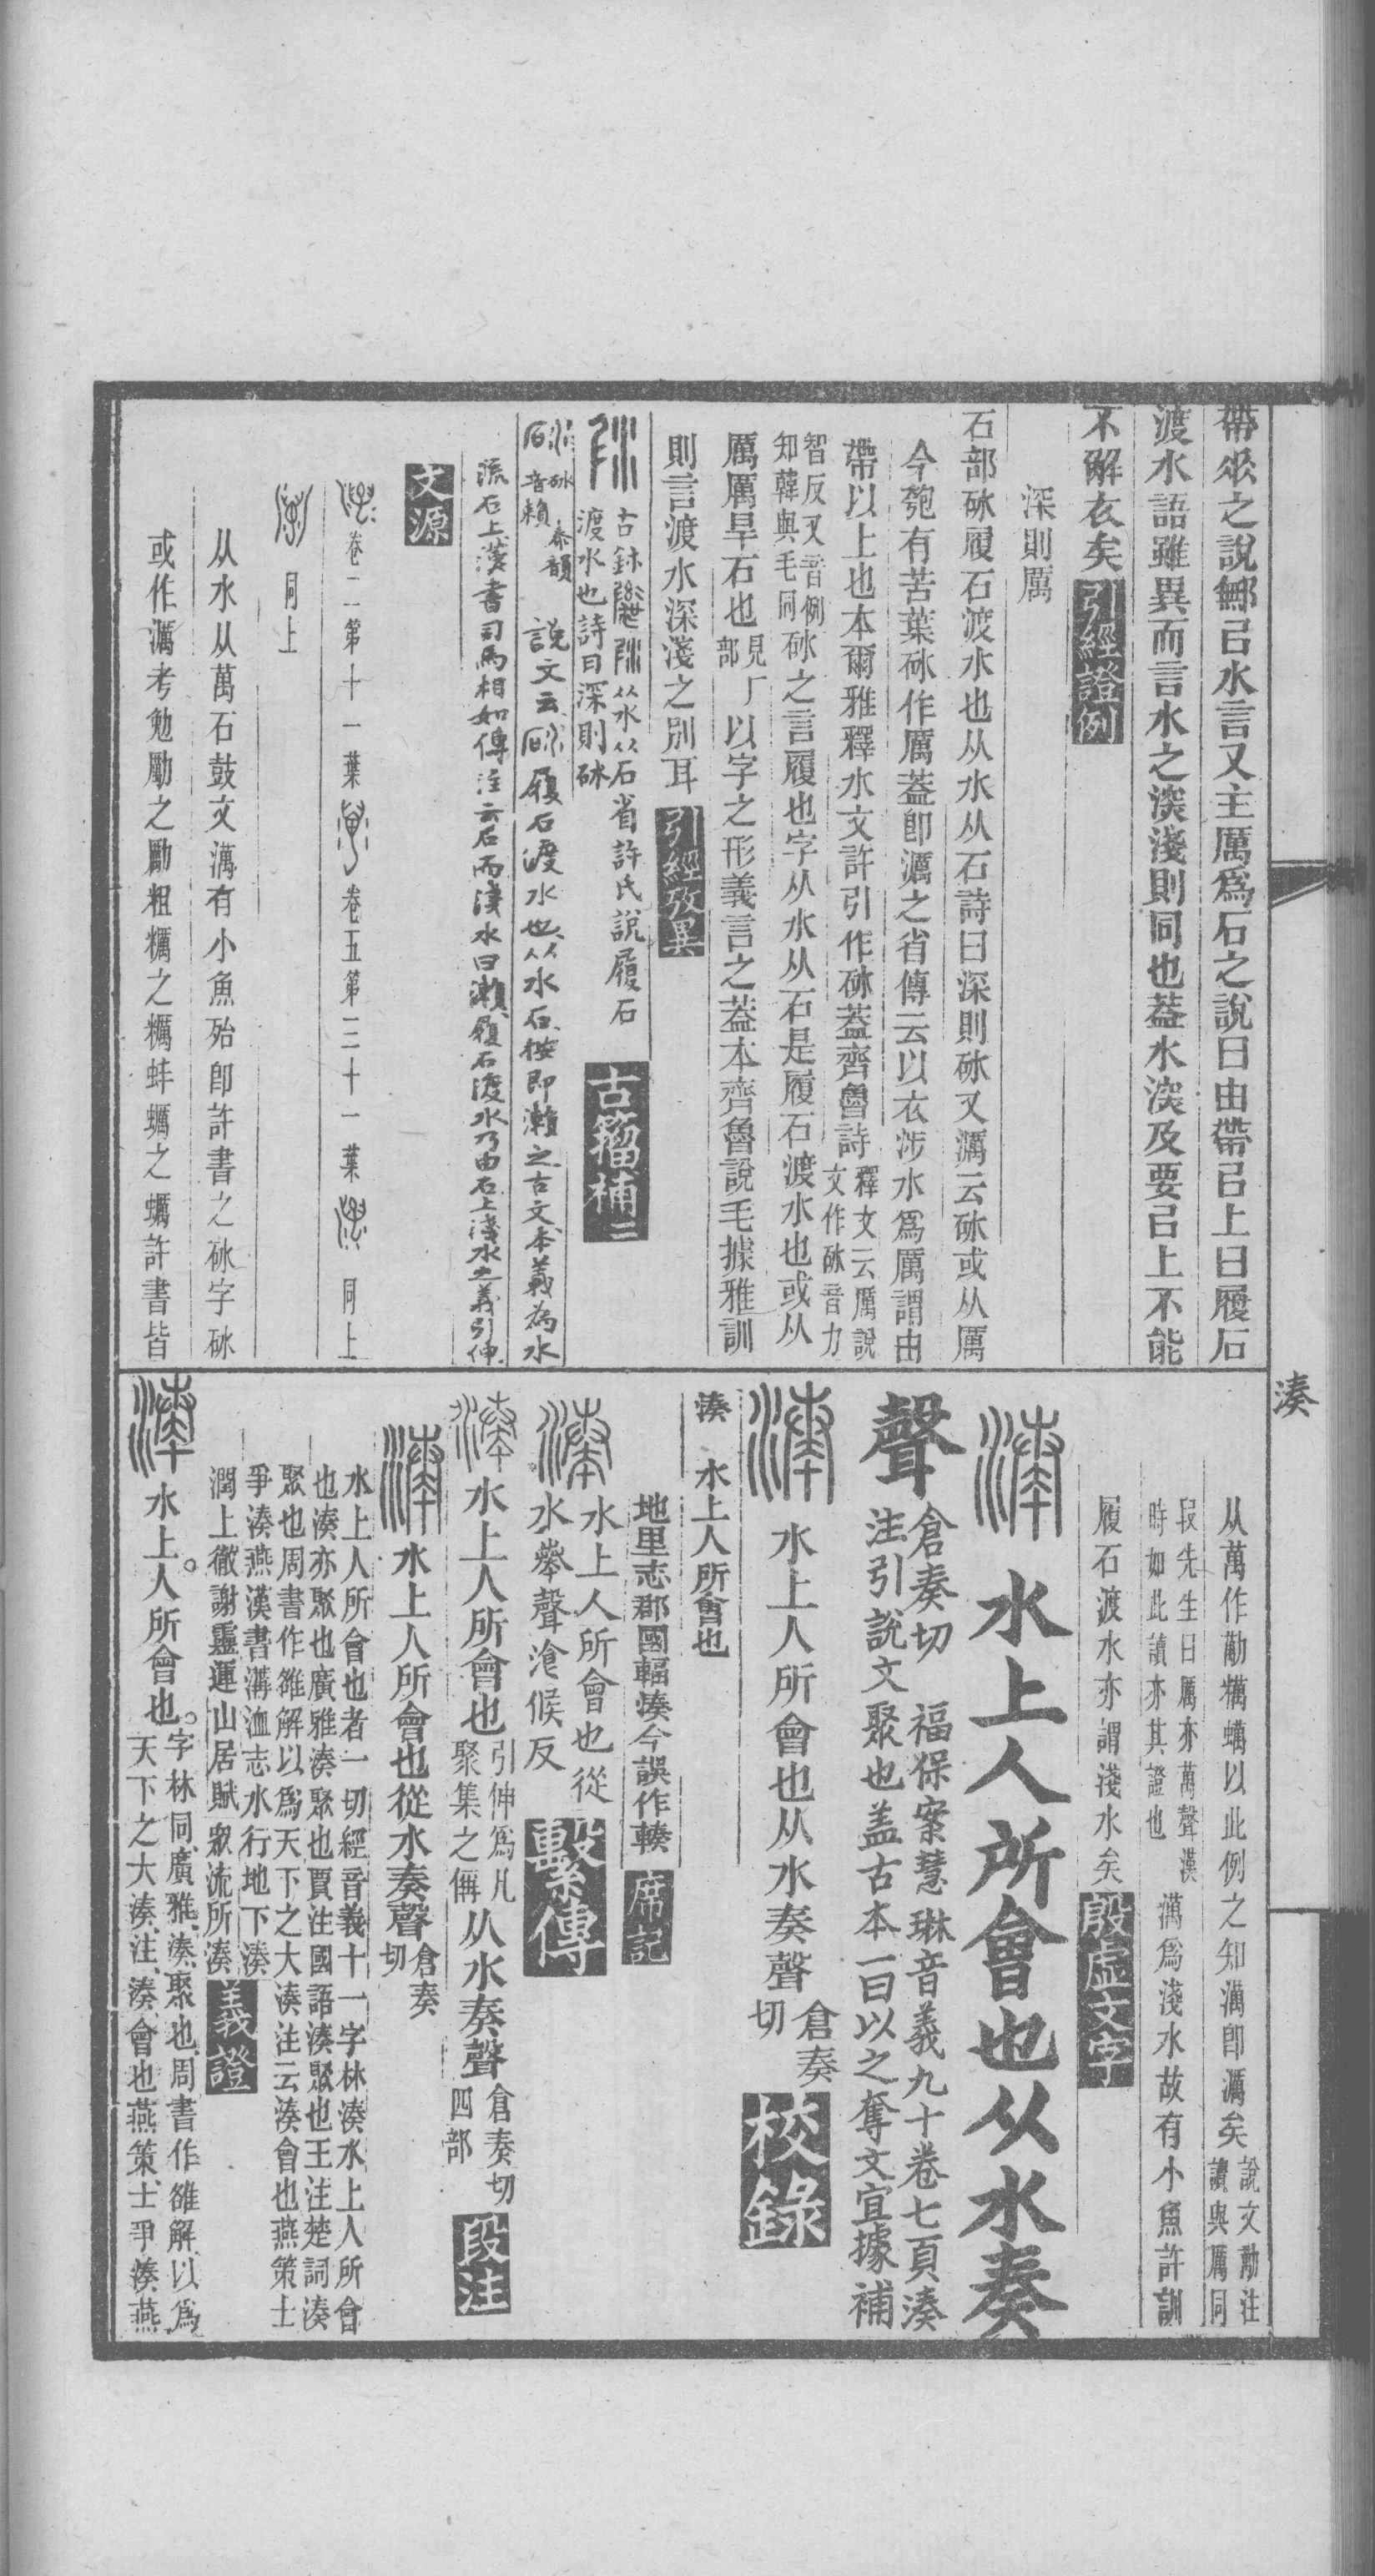 帶㲋之說鄦㠯水言又主厲爲石之說曰由帶㠯上曰履石
渡水語雖異而言水之深淺則同也葢水深及要㠯上不能
不解衣矣 引經證例
深則厲
石部砅履石渡水也从水从石詩曰深則砅又濿云砅或从厲
今匏有苦葉砅作厲葢卽濿之省傳云以衣涉水爲厲謂由
帶以上也本爾雅釋水文許引作砅葢齊魯詩釋文云厲說文作砅音力
智反又音例知韓與毛同砅之言履也字从水从石是履石渡水也或从
厲厲旱石也見厂部以字之形義言之葢本齊魯說毛據雅訓
則言渡水深淺之別耳 引經攷異
古鉨 从水从石省許氏說履石渡水也詩曰深則砅 古籀補二
砅音賴泰韻 說文云砅履石渡水也从水石按卽瀨之古文本義為水
流石上漢書司馬相如傳注云石而淺水曰瀨履石渡水乃由石上淺水之義引伸
文源
卷二第十一葉 卷五第三十一葉 同上
同上
从水从萬石鼓文澫有小魚殆卽許書之砅字砅
或作濿考勉勵之勵粗糲之糲蚌蠣之蠣許書皆
湊
从萬作勱糲蠇以此例之知澫卽濿矣說文勱注讀與厲同
段先生曰厲亦萬聲漢時如此讀亦其證也澫爲淺水故有小魚許訓
履石渡水亦謂淺水矣 殷虛文字
水上人所會也从水奏
聲倉奏切 福保案慧琳音義九十卷七頁湊注引說文聚也盖古本一曰以之奪文宜據補
水上人所會也从水奏聲倉奏切 校錄
湊 水上人所會也
地里志郡國輻湊今誤作輳 席記
水上人所會也從水奏聲滄候反 繫傳
水上人所會也引伸爲凡聚集之偁从水奏聲倉奏切四部 段注
水上人所會也從水奏聲倉奏切
水上人所會也者一切經音義十一字林湊水上人所會
也湊亦聚也廣雅湊聚也賈注國語湊聚也王注楚詞湊
聚也周書作雒解以爲天下之大湊注云湊會也燕策士
爭湊燕漢書溝洫志水行地下湊
潤上徹謝靈運山居賦衆流所湊 義證
水上人所會也。字林同廣雅、湊、聚也、周書作雒解、以爲
天下之大湊、注、湊、會也、燕策、士爭湊燕